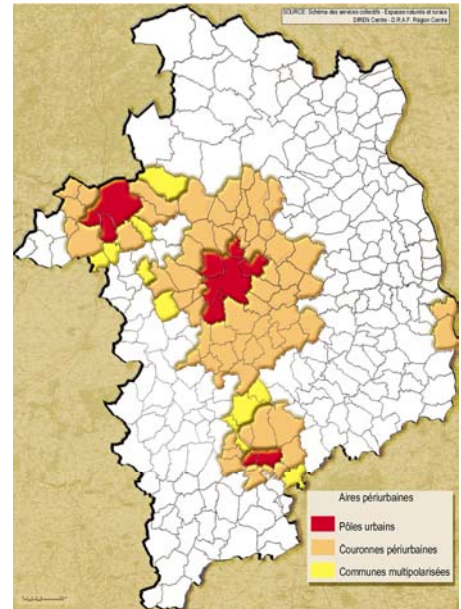 SOURCE: Schéma des services collectifs - Espaces naturels et ruraux
DIREN Centre - D.R.A.F. Région Centre
Aires périurbaines
Pôles urbains
Couronnes périurbaines
Communes multipolarisées